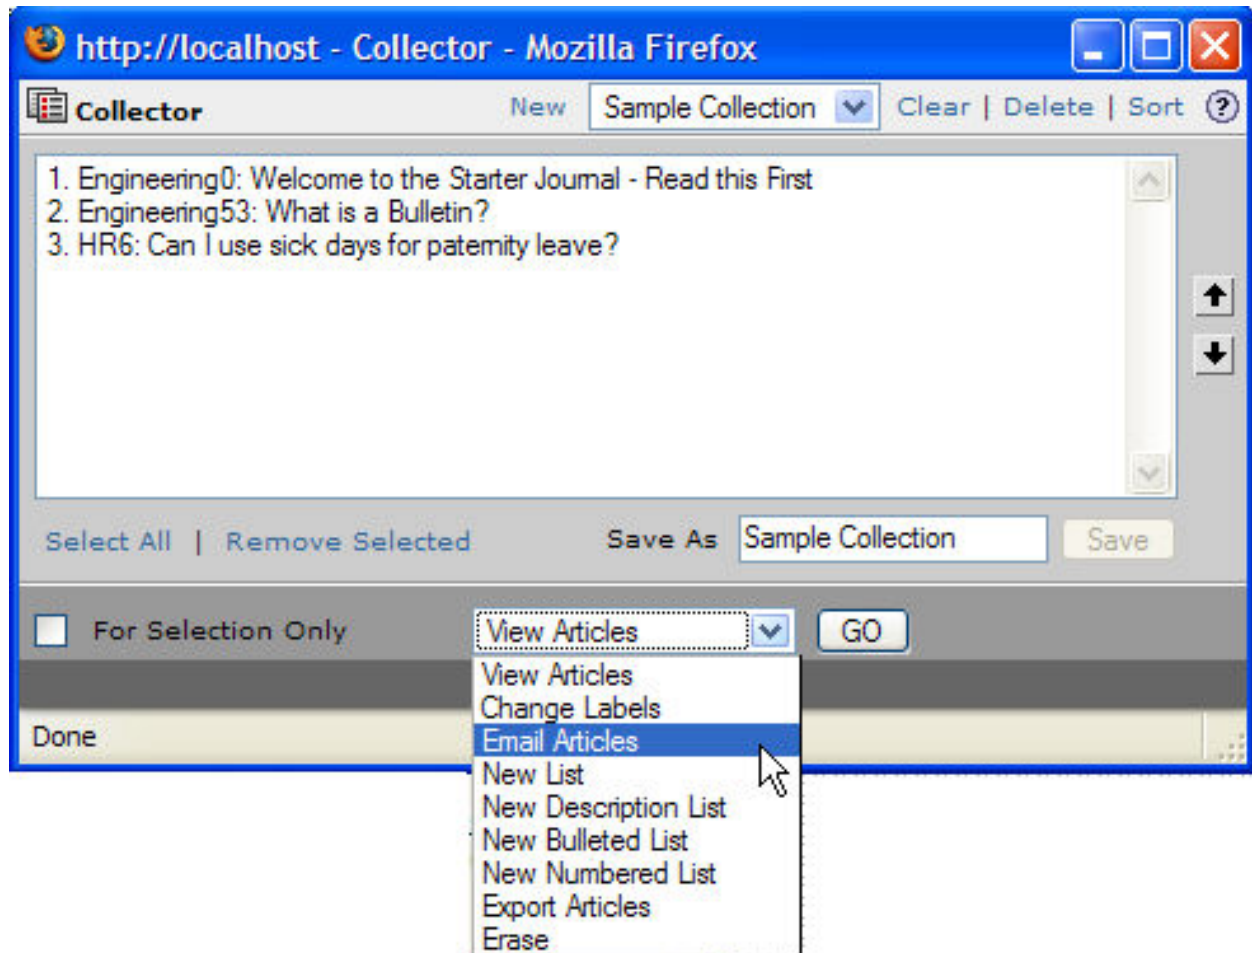 http://localhost - Collector - Mozilla Firefox
Collector New Sample Collection Clear | Delete | Sort ?
1. Engineering0: Welcome to the Starter Journal - Read this First
2. Engineering53: What is a Bulletin?
3. HR6: Can I use sick days for paternity leave?
Select All | Remove Selected Save As Sample Collection Save
For Selection Only View Articles GO
View Articles
Change Labels
Email Articles
Done
New List
New Description List
New Bulleted List
New Numbered List
Export Articles
Erase